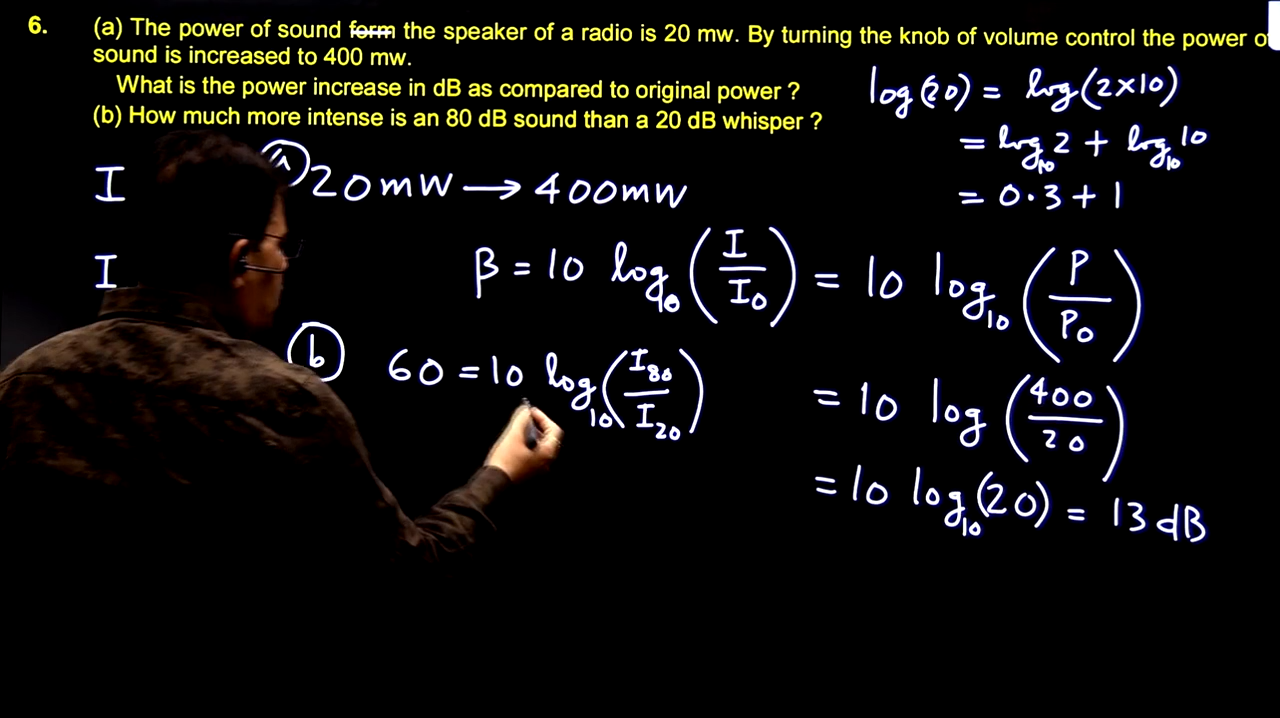 6. (a) The power of sound form the speaker of a radio is 20 mw. By turning the knob of volume control the power of
sound is increased to 400 mw.
What is the power increase in dB as compared to original power ?
(b) How much more intense is an 80 dB sound than a 20 dB whisper ?
log(20) = log(2×10)
= log₁₀2 + log₁₀10
= 0.3 + 1
I
(a) 20mW → 400mW
I
β = 10 log₁₀(I/I₀) = 10 log₁₀(P/P₀)
= 10 log(400/20)
= 10 log₁₀(20) = 13 dB
(b) 60 = 10 log₁₀(I₈₀/I₂₀)